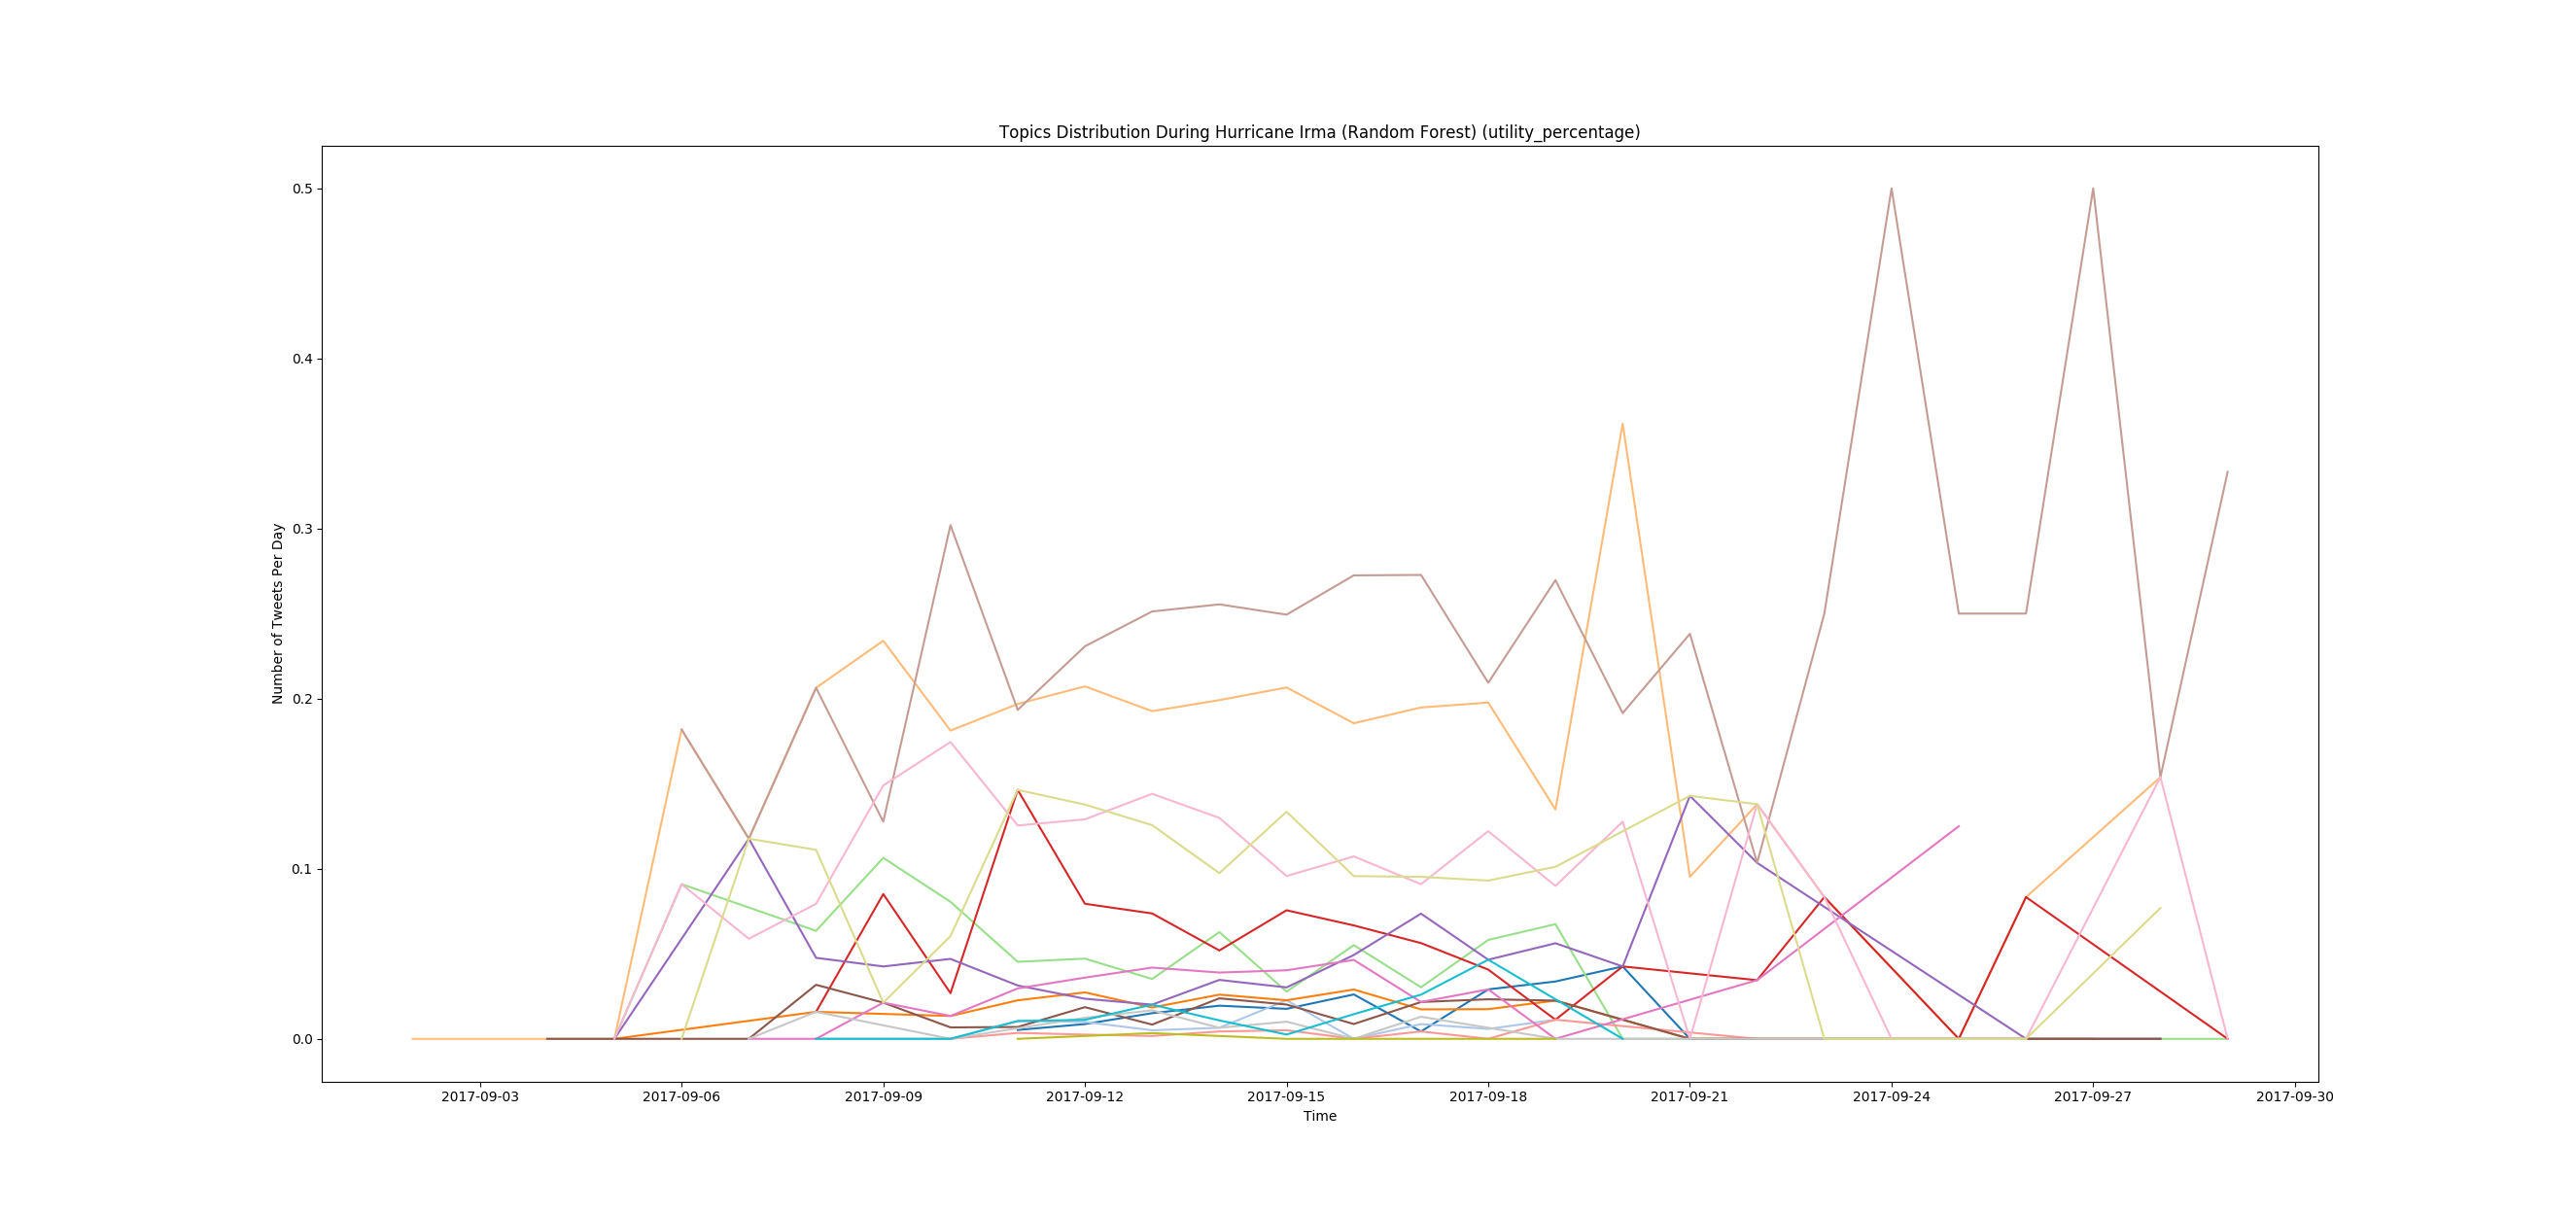 Topics Distribution During Hurricane Irma (Random Forest) (utility_percentage)
0.5
0.4
0.3
0.2
0.1
0.0
Number of Tweets Per Day
2017-09-03 2017-09-06 2017-09-09 2017-09-12 2017-09-15 2017-09-18 2017-09-21 2017-09-24 2017-09-27 2017-09-30
Time